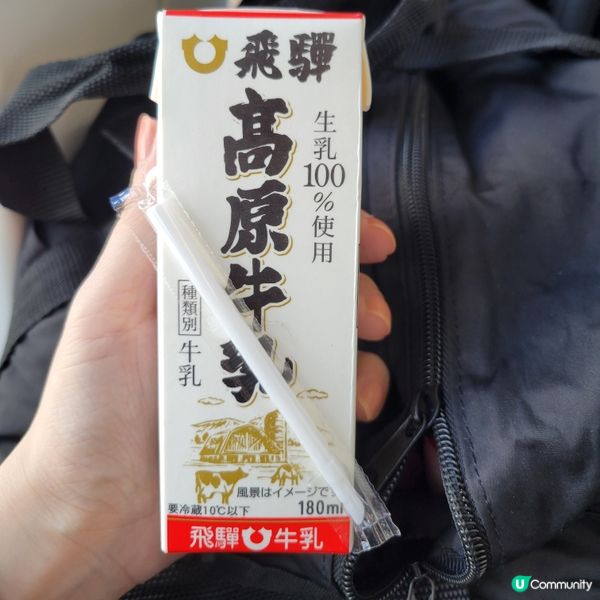 飛騨
高原牛乳
生乳100%使用
種類別
牛乳
風景はイメージで
要冷蔵10℃以下
180ml
飛騨 牛乳
U Community